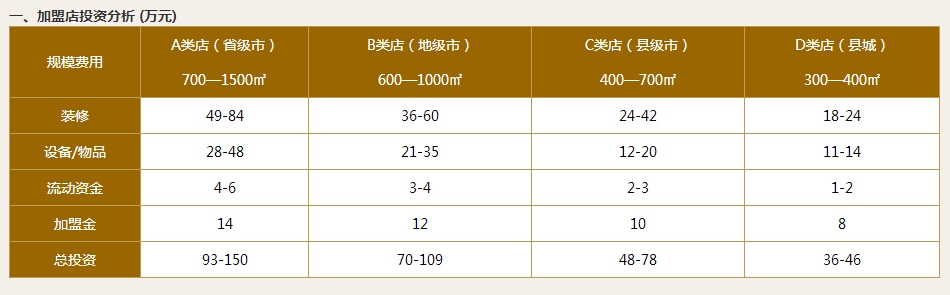 一、加盟店投资分析 (万元)
规模费用 A类店（省级市） 700—1500㎡ B类店（地级市） 600—1000㎡ C类店（县级市） 400—700㎡ D类店（县城） 300—400㎡
装修 49-84 36-60 24-42 18-24
设备/物品 28-48 21-35 12-20 11-14
流动资金 4-6 3-4 2-3 1-2
加盟金 14 12 10 8
总投资 93-150 70-109 48-78 36-46